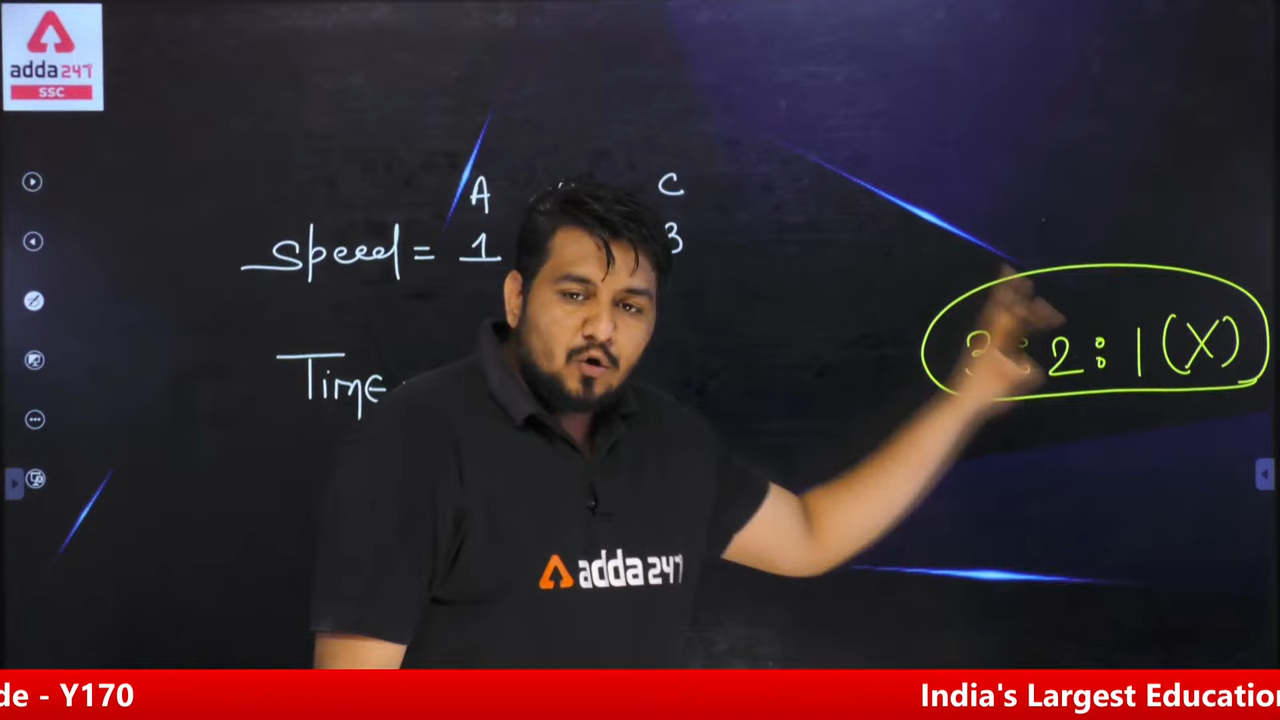 adda247
SSC
A C
Speed = 1 3
: 2 : 1 (X)
Time
adda247
de - Y170 India's Largest Education